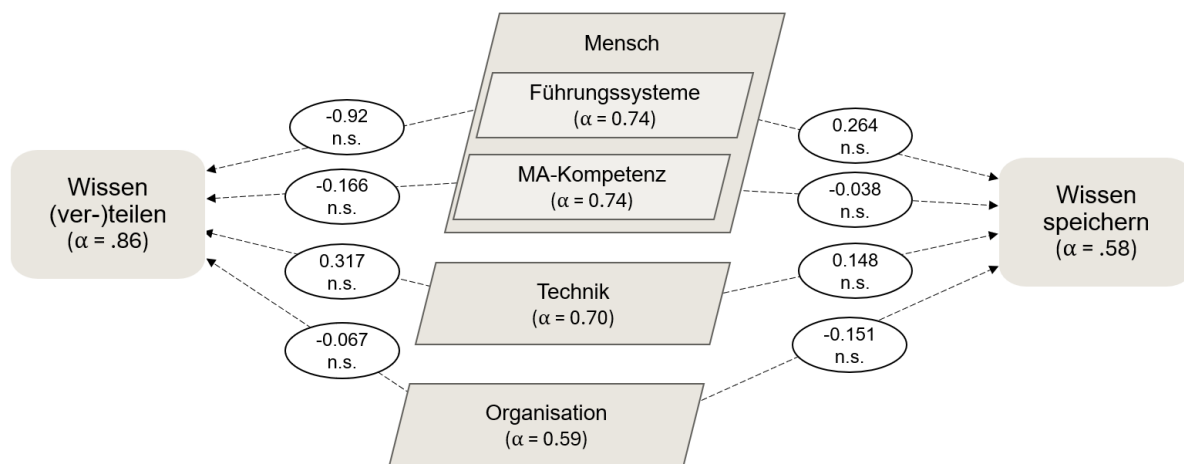 Mensch
Führungssysteme
(α = 0.74)
-0.92
n.s.
0.264
n.s.
MA-Kompetenz
(α = 0.74)
-0.166
n.s.
-0.038
n.s.
Wissen
(ver-)teilen
(α = .86)
Wissen
speichern
(α = .58)
0.317
n.s.
0.148
n.s.
Technik
(α = 0.70)
-0.067
n.s.
-0.151
n.s.
Organisation
(α = 0.59)